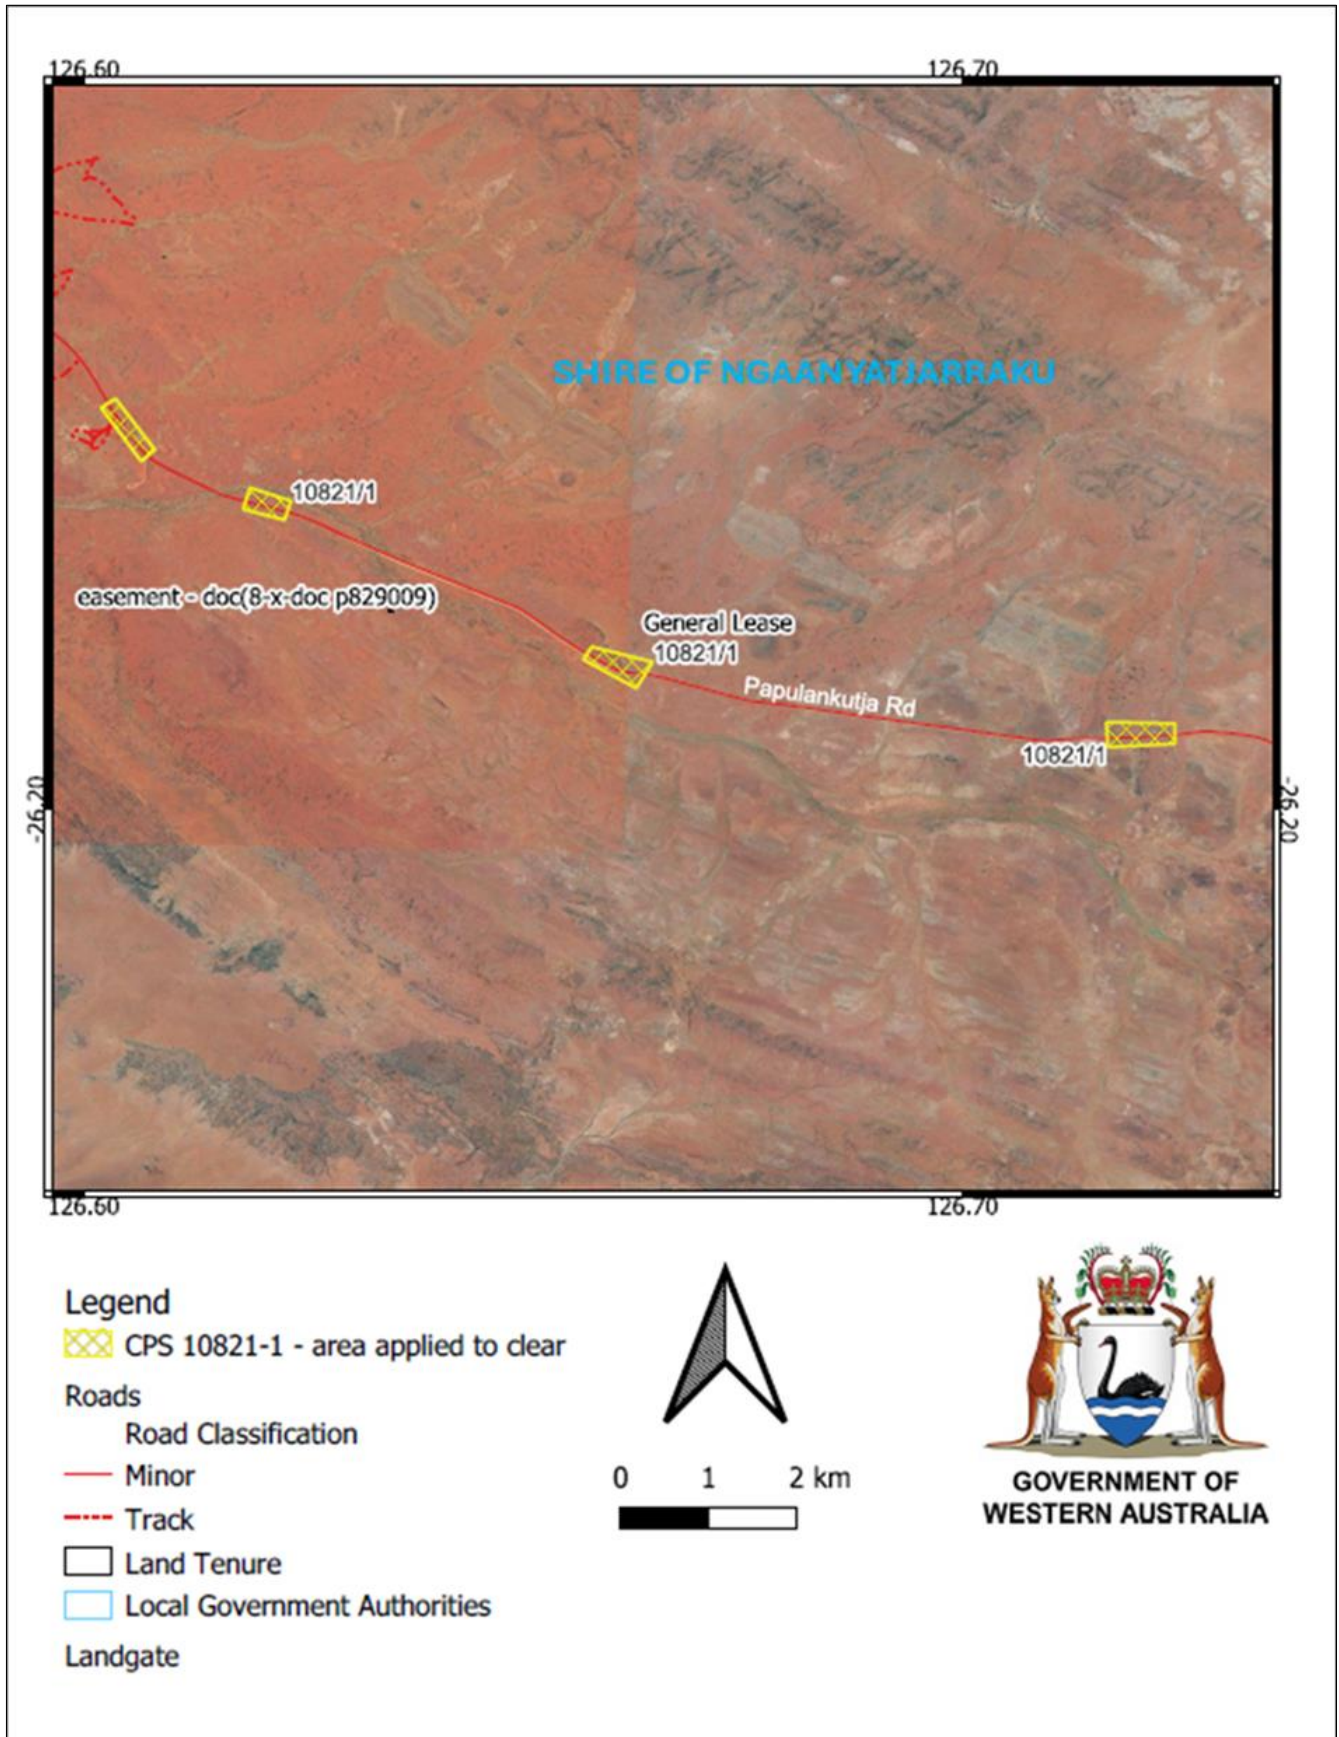 126.60 126.70
SHIRE OF NGAANYATJARRAKU
10821/1
easement - doc(8-x-doc p829009)
General Lease
10821/1
Papulankutja Rd
10821/1
-26.20 -26.20
126.60 126.70
Legend
CPS 10821-1 - area applied to clear
Roads
Road Classification
Minor
Track
Land Tenure
Local Government Authorities
Landgate
0 1 2 km
GOVERNMENT OF
WESTERN AUSTRALIA